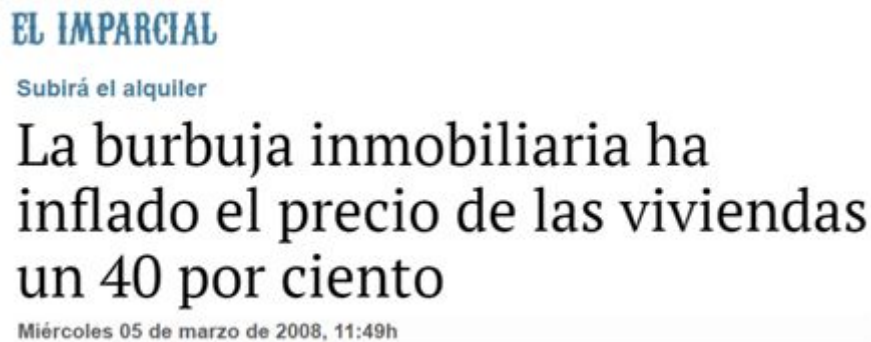 EL IMPARCIAL
Subirá el alquiler
La burbuja inmobiliaria ha
inflado el precio de las viviendas
un 40 por ciento
Miércoles 05 de marzo de 2008, 11:49h